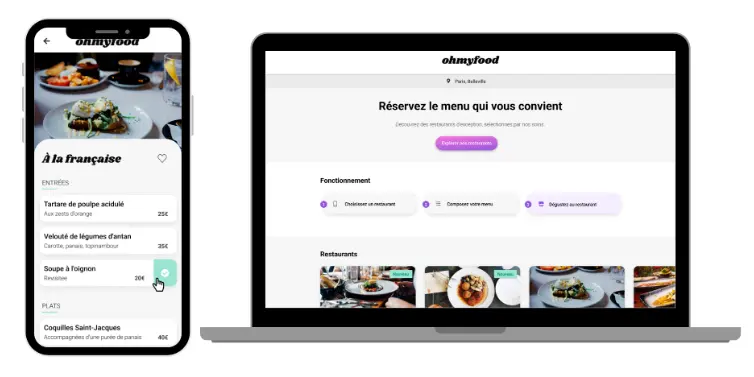 ohmyfood
À la française
ENTRÉES
Tartare de poulpe acidulé
Aux zests d'orange
25€
Velouté de légumes d'antan
Carotte, panais, topinambour
35€
Soupe à l'oignon
Revisitée
20€
PLATS
Coquilles Saint-Jacques
Accompagnées d'une purée de panais
40€
ohmyfood
Paris, Belleville
Réservez le menu qui vous convient
Découvrez des restaurants d'exception, sélectionnés par nos soins.
Explorer nos restaurants
Fonctionnement
1 Choisissez un restaurant
2 Composez votre menu
3 Dégustez au restaurant
Restaurants
Nouveau
Nouveau